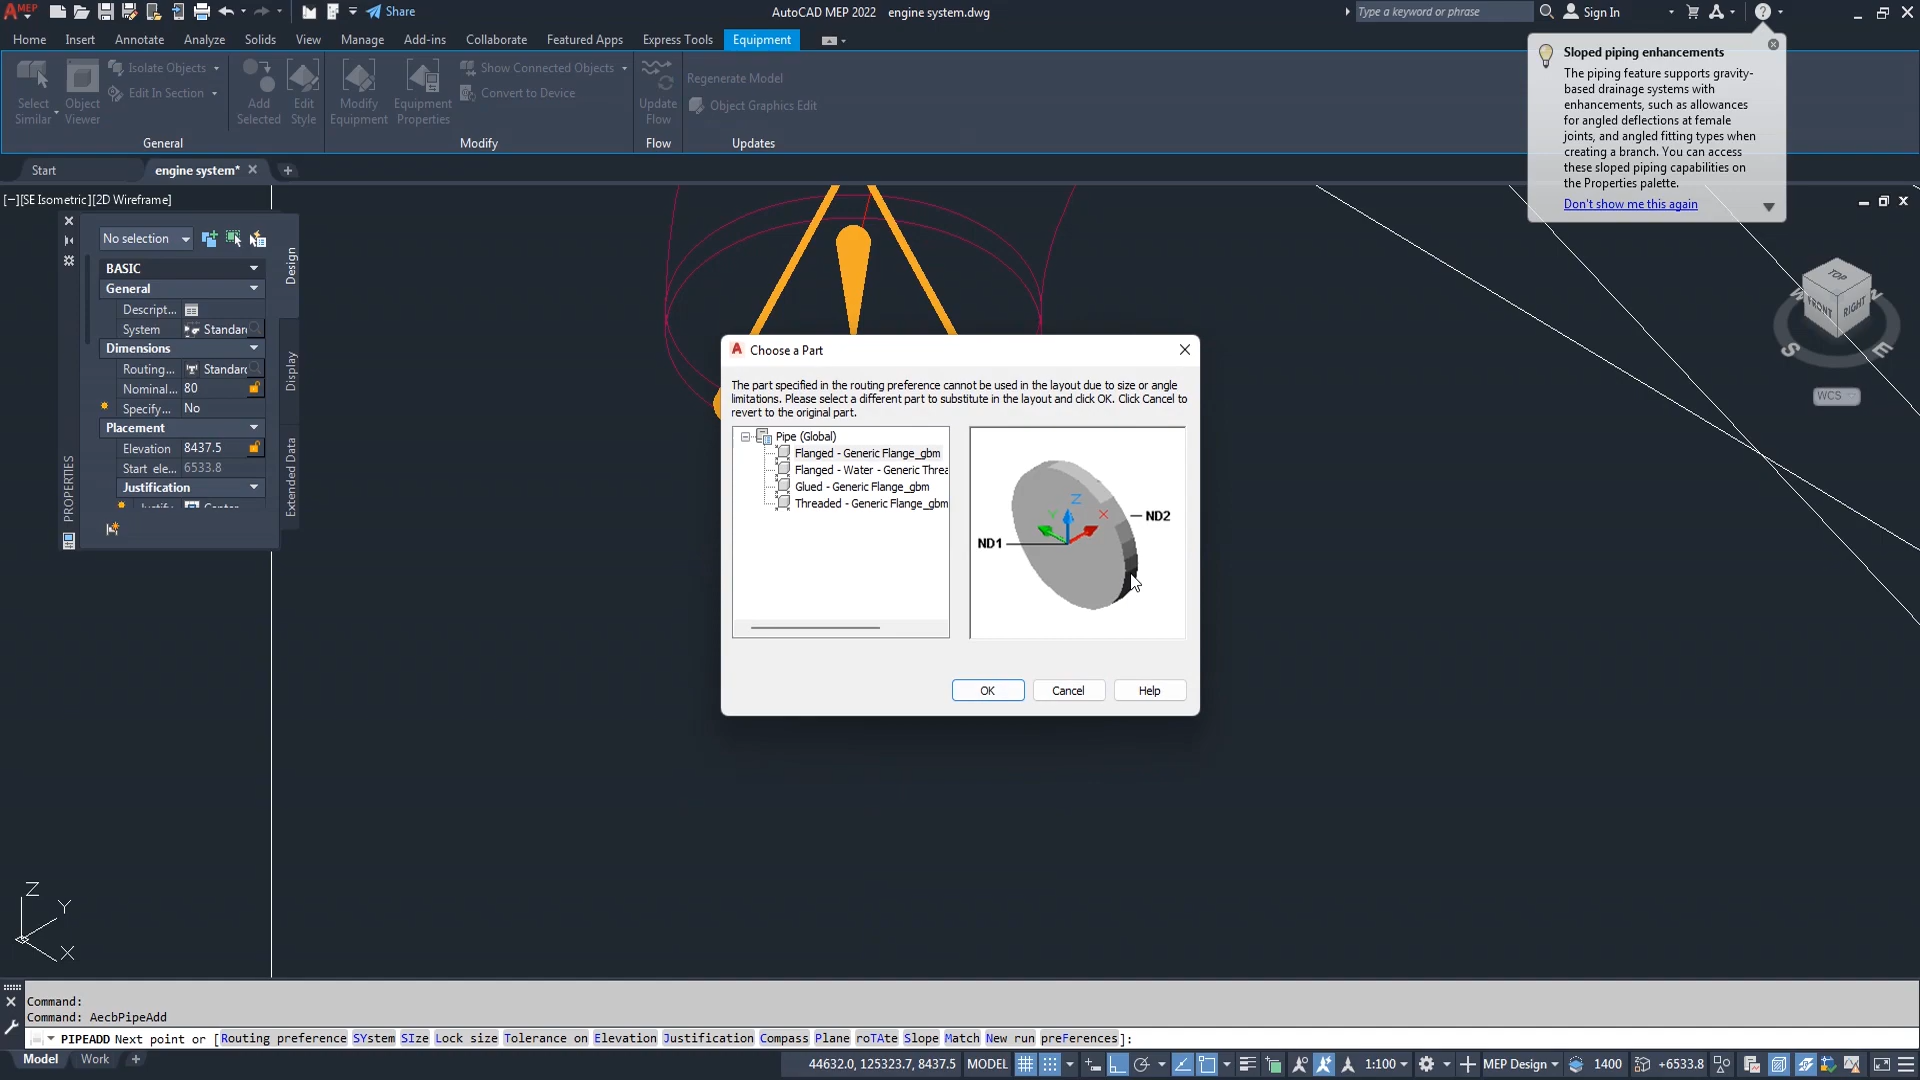 MEP
Share
AutoCAD MEP 2022 engine system.dwg
Type a keyword or phrase
Sign In
Home Insert Annotate Analyze Solids View Manage Add-ins Collaborate Featured Apps Express Tools Equipment
Select Similar
Object Viewer
Isolate Objects
Edit In Section
Add Selected
Edit Style
Modify Equipment
Equipment Properties
Show Connected Objects
Convert to Device
Update Flow
Regenerate Model
Object Graphics Edit
General Modify Flow Updates
Sloped piping enhancements
The piping feature supports gravity-
based drainage systems with
enhancements, such as allowances
for angled deflections at female
joints, and angled fitting types when
creating a branch. You can access
these sloped piping capabilities on
the Properties palette.
Don't show me this again
Start engine system*
[−][SE Isometric][2D Wireframe]
No selection
BASIC
General
Descript...
System Standard
Dimensions
Routing... Standard
Nominal... 80
Specify... No
Placement
Elevation 8437.5
Start ele... 6533.8
Justification
PROPERTIES
Design
Display
Extended Data
TOP
FRONT
RIGHT
S
E
WCS
Choose a Part
The part specified in the routing preference cannot be used in the layout due to size or angle
limitations. Please select a different part to substitute in the layout and click OK. Click Cancel to
revert to the original part.
Pipe (Global)
Flanged - Generic Flange_gbm
Flanged - Water - Generic Threa
Glued - Generic Flange_gbm
Threaded - Generic Flange_gbm
Z
Y
X
ND2
ND1
OK Cancel Help
Z
Y
X
Command:
Command: AecbPipeAdd
PIPEADD Next point or [Routing preference SYstem SIze Lock size Tolerance on Elevation Justification Compass Plane roTAte Slope Match New run preFerences]:
Model Work
44632.0, 125323.7, 8437.5 MODEL 1:100 MEP Design 1400 +6533.8